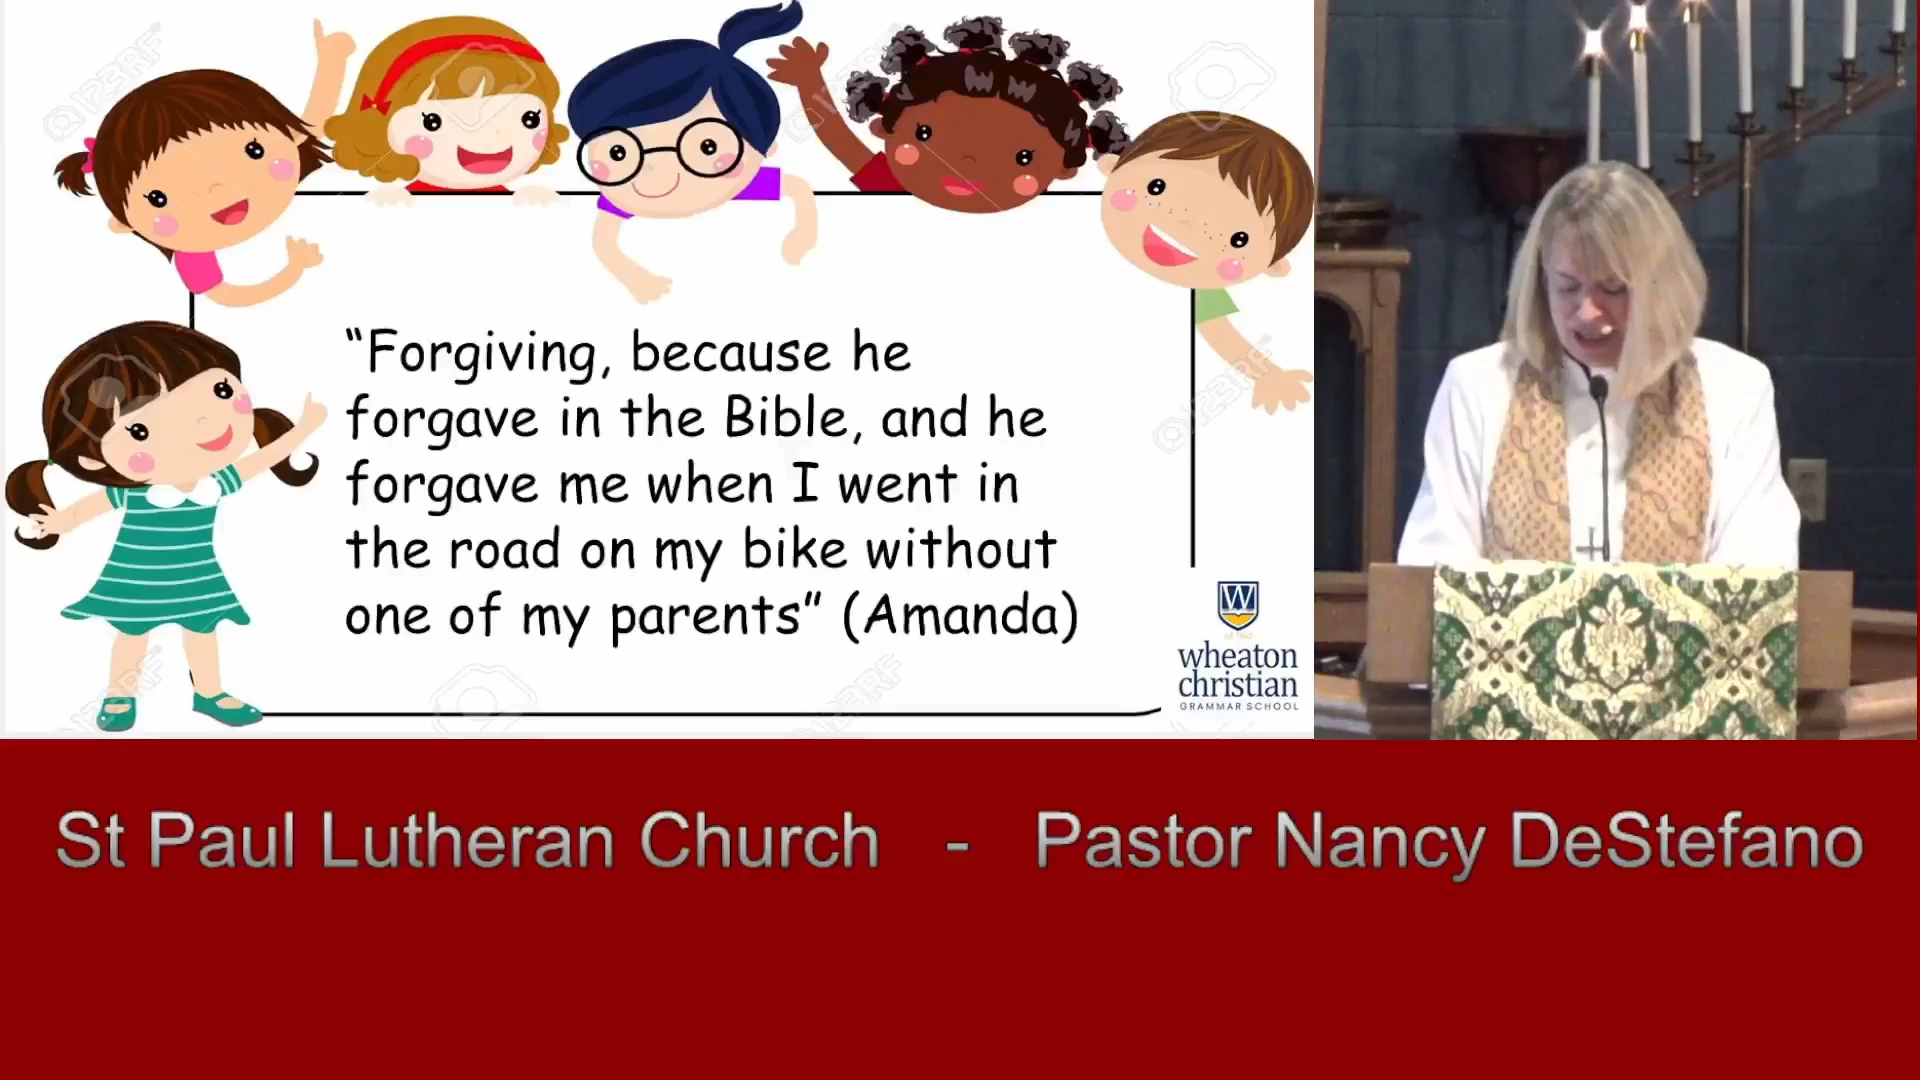 “Forgiving, because he
forgave in the Bible, and he
forgave me when I went in
the road on my bike without
one of my parents” (Amanda)
W
wheaton
christian
GRAMMAR SCHOOL
St Paul Lutheran Church - Pastor Nancy DeStefano